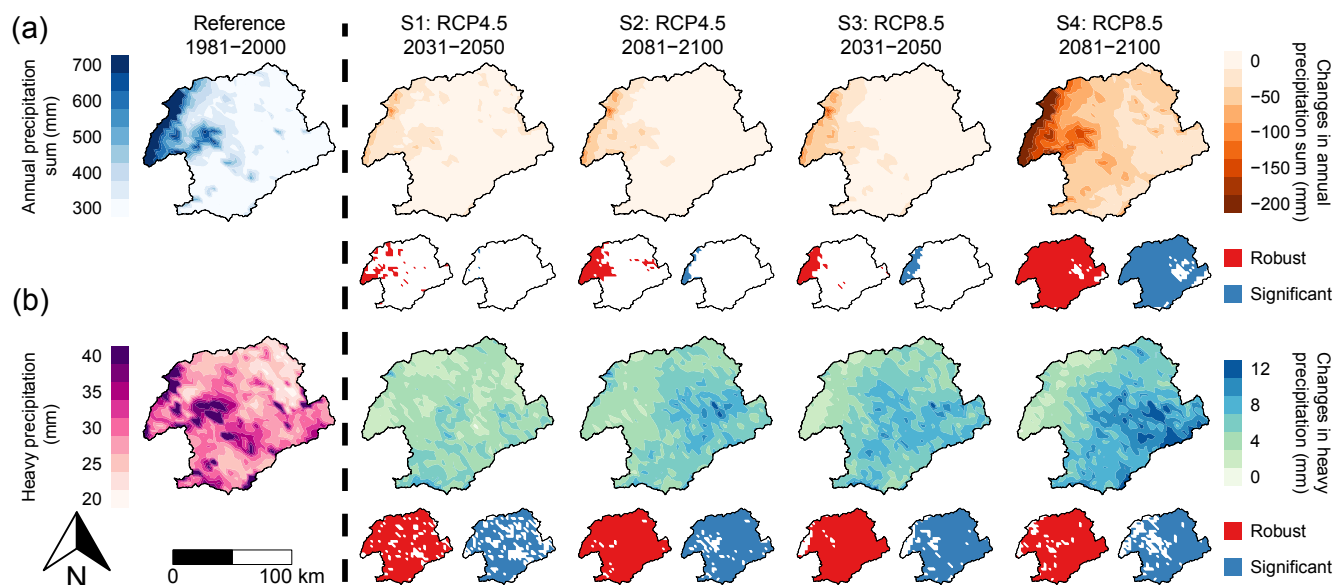 (a)
Reference
1981−2000
S1: RCP4.5
2031−2050
S2: RCP4.5
2081−2100
S3: RCP8.5
2031−2050
S4: RCP8.5
2081−2100
Annual precipitation
sum (mm)
700
600
500
400
300
0
−50
−100
−150
−200
Changes in annual
precipitation sum (mm)
Robust
Significant
(b)
Heavy precipitation
(mm)
40
35
30
25
20
12
8
4
0
Changes in heavy
precipitation (mm)
Robust
Significant
N
0
100 km